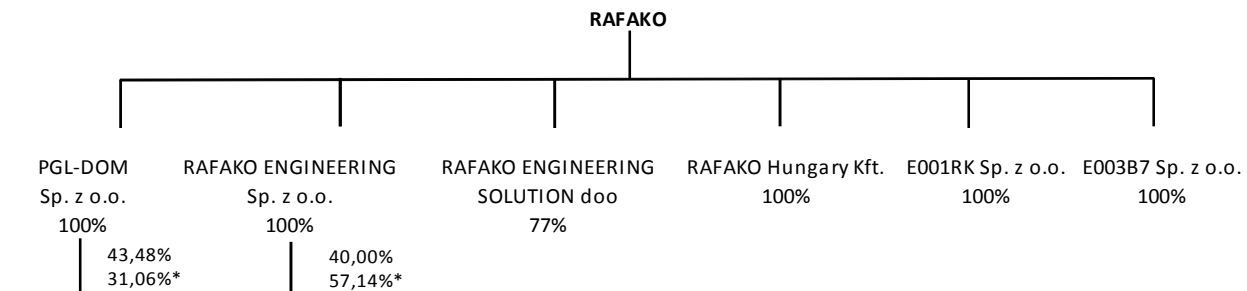 RAFAKO
PGL-DOM
Sp. z o.o.
100%
RAFAKO ENGINEERING
Sp. z o.o.
100%
RAFAKO ENGINEERING
SOLUTION doo
77%
RAFAKO Hungary Kft.
100%
E001RK Sp. z o.o.
100%
E003B7 Sp. z o.o.
100%
43,48%
31,06%*
40,00%
57,14%*